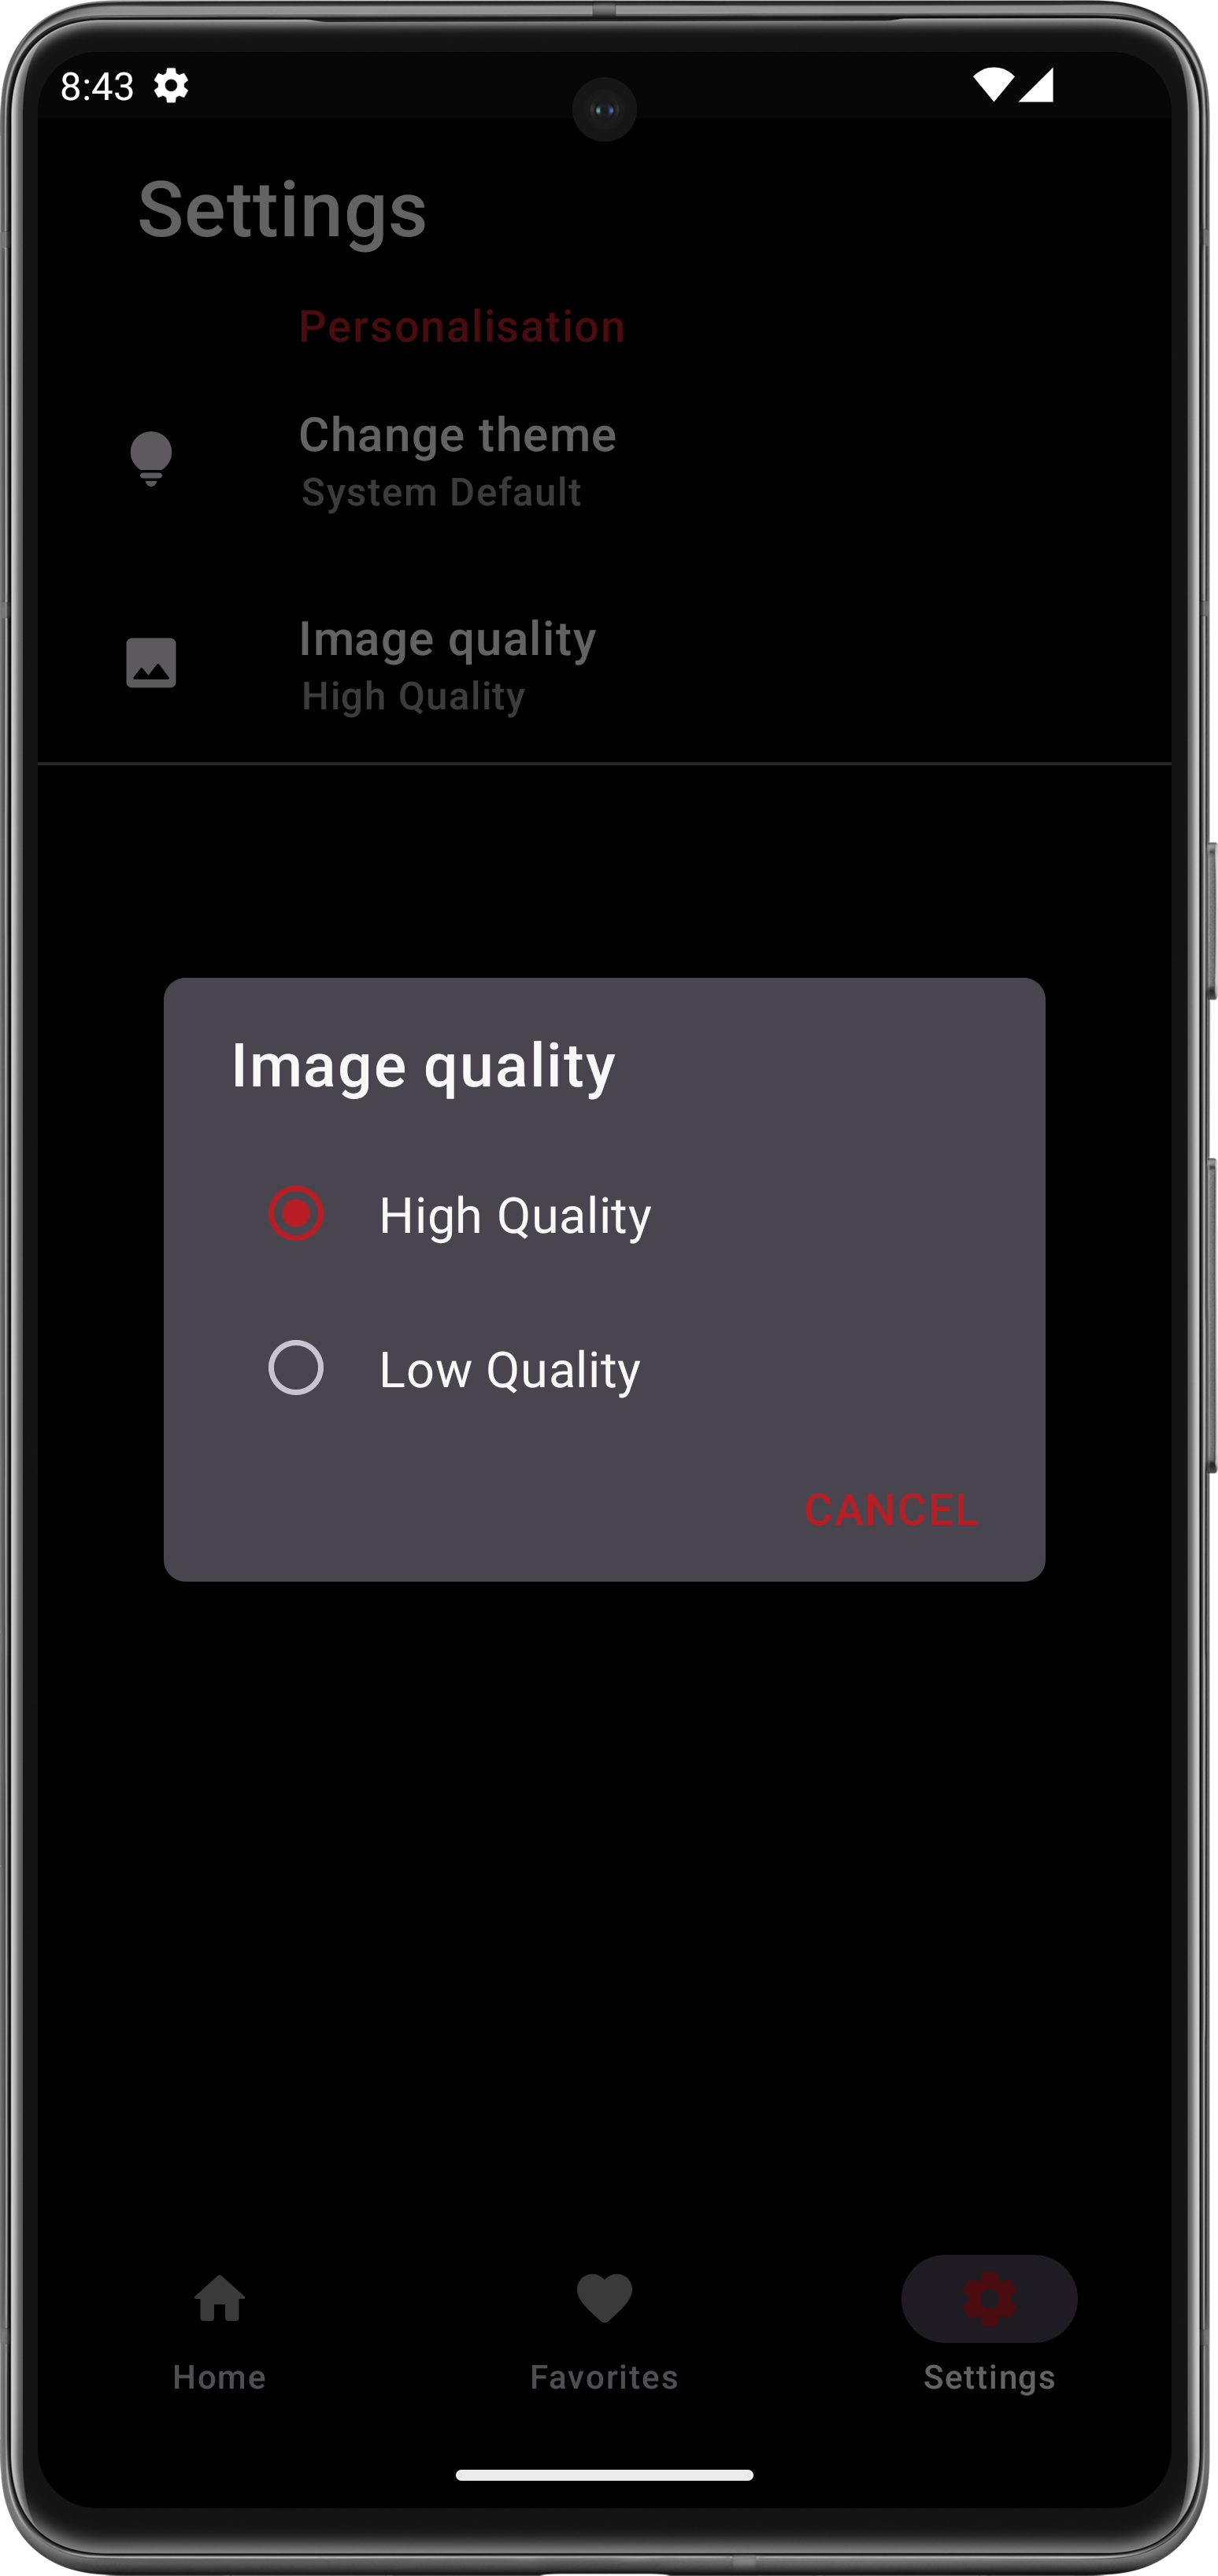 8:43
Settings
Personalisation
Change theme
System Default
Image quality
High Quality
Image quality
High Quality
Low Quality
CANCEL
Home
Favorites
Settings